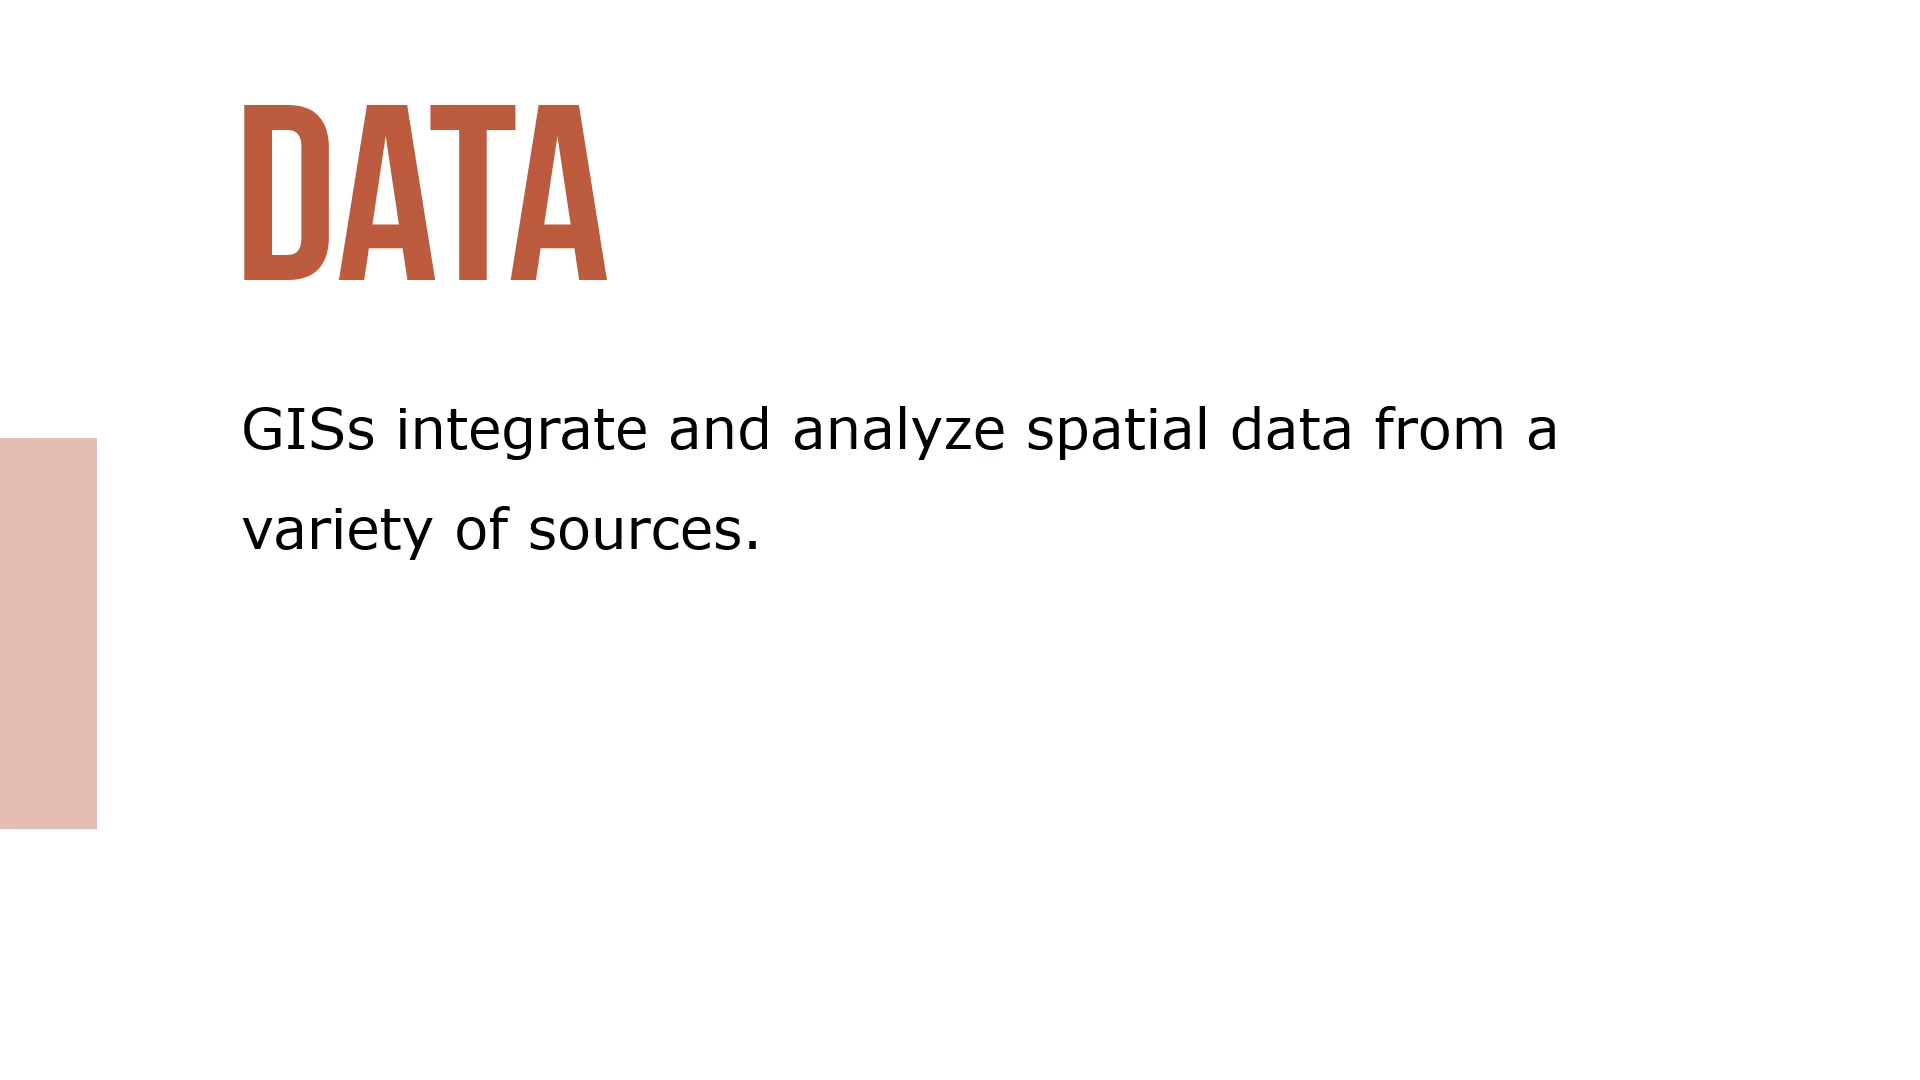 DATA
GISs integrate and analyze spatial data from a
variety of sources.